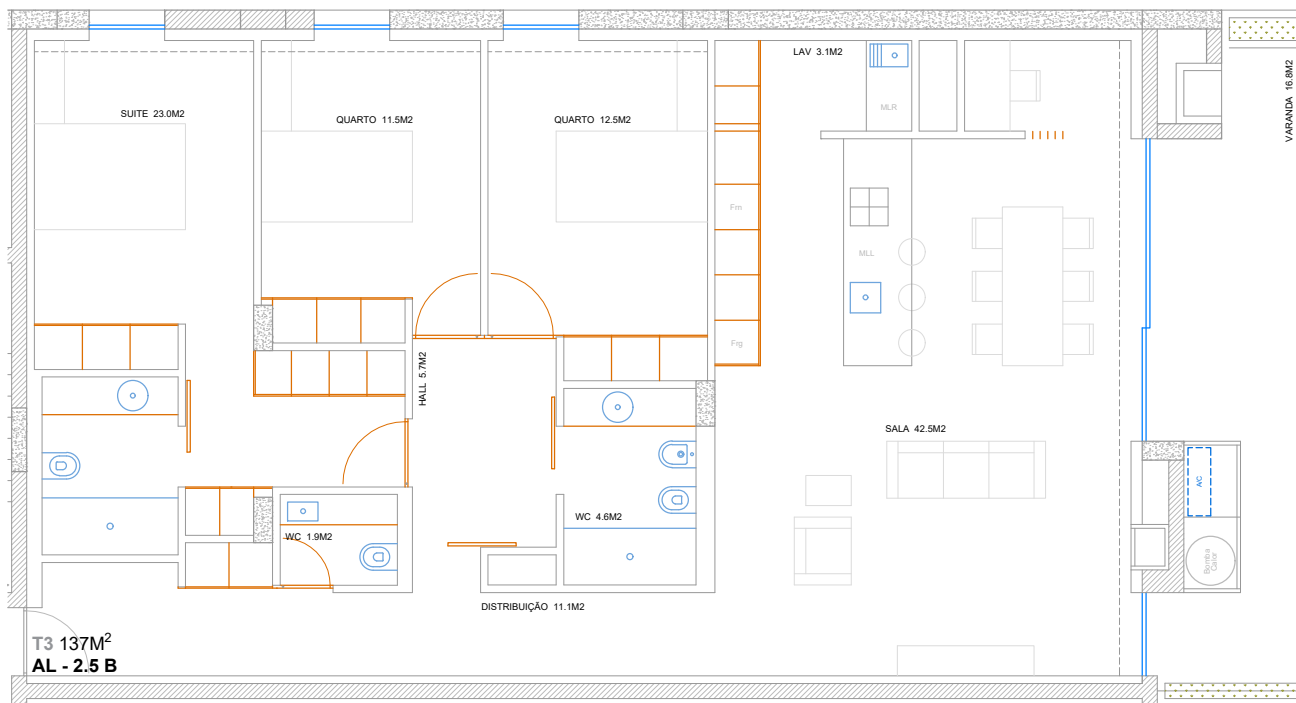 LAV 3.1M2
VARANDA 16.8M2
MLR
SUITE 23.0M2
QUARTO 11.5M2
QUARTO 12.5M2
Frn
MLL
Frg
HALL 5.7M2
SALA 42.5M2
A/C
WC 4.6M2
WC 1.9M2
Bomba
Calor
DISTRIBUIÇÃO 11.1M2
T3 137M²
AL - 2.5 B